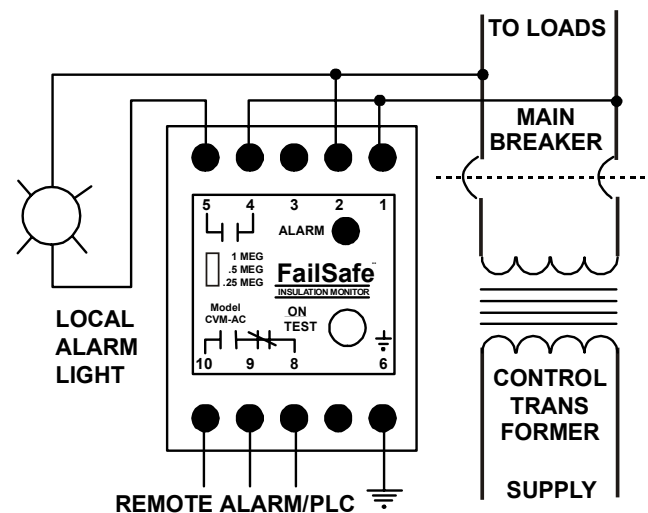 TO LOADS
MAIN
BREAKER
5 4 3 2 1
ALARM
1 MEG
.5 MEG
.25 MEG
FailSafe™
INSULATION MONITOR
Model
CVM-AC
ON
TEST
10 9 8 6
LOCAL
ALARM
LIGHT
CONTROL
TRANS
FORMER
SUPPLY
REMOTE ALARM/PLC